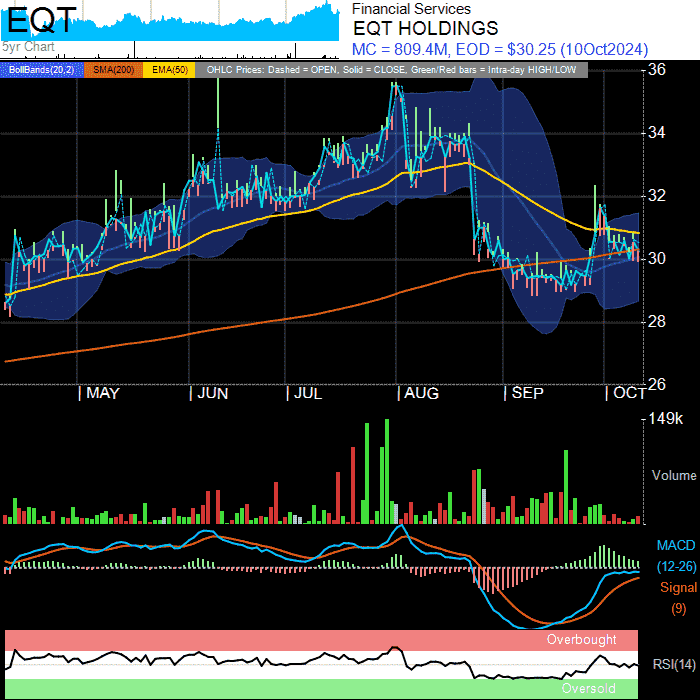 EQT
5yr Chart
Financial Services
EQT HOLDINGS
MC = 809.4M, EOD = $30.25 (10Oct2024)
BollBands(20,2) SMA(200) EMA(50) OHLC Prices: Dashed = OPEN, Solid = CLOSE, Green/Red bars = Intra-day HIGH/LOW
36
34
32
30
28
26
| MAY | JUN | JUL | AUG | SEP | OCT
149k
Volume
MACD
(12-26)
Signal
(9)
Overbought
RSI(14)
Oversold